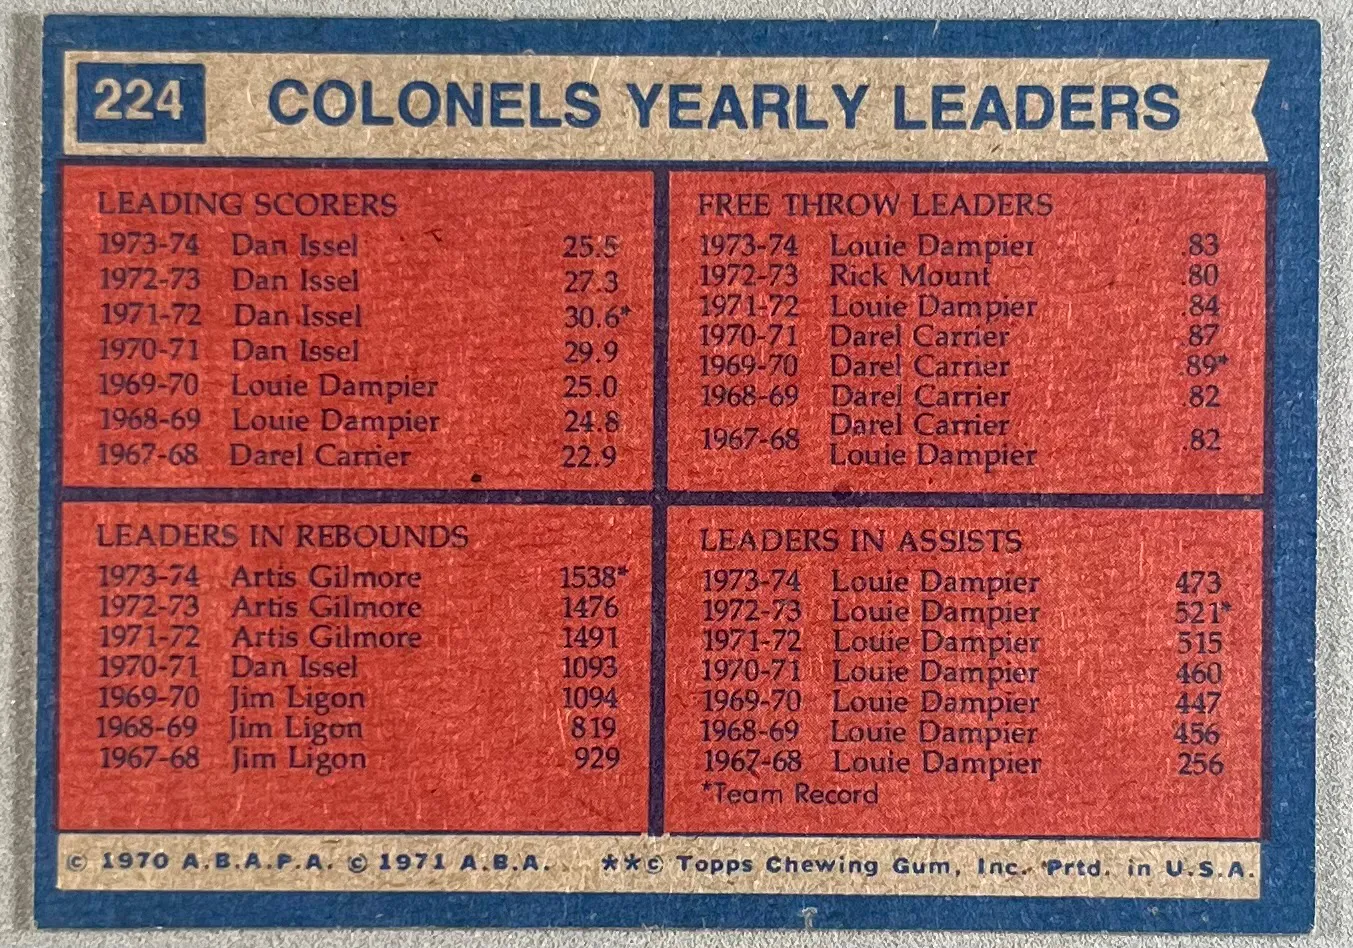 224 COLONELS YEARLY LEADERS
LEADING SCORERS
1973-74 Dan Issel 25.5
1972-73 Dan Issel 27.3
1971-72 Dan Issel 30.6*
1970-71 Dan Issel 29.9
1969-70 Louie Dampier 25.0
1968-69 Louie Dampier 24.8
1967-68 Darel Carrier 22.9
FREE THROW LEADERS
1973-74 Louie Dampier .83
1972-73 Rick Mount .80
1971-72 Louie Dampier .84
1970-71 Darel Carrier .87
1969-70 Darel Carrier .89*
1968-69 Darel Carrier .82
Darel Carrier
1967-68 .82
Louie Dampier
LEADERS IN REBOUNDS
1973-74 Artis Gilmore 1538*
1972-73 Artis Gilmore 1476
1971-72 Artis Gilmore 1491
1970-71 Dan Issel 1093
1969-70 Jim Ligon 1094
1968-69 Jim Ligon 819
1967-68 Jim Ligon 929
LEADERS IN ASSISTS
1973-74 Louie Dampier 473
1972-73 Louie Dampier 521*
1971-72 Louie Dampier 515
1970-71 Louie Dampier 460
1969-70 Louie Dampier 447
1968-69 Louie Dampier 456
1967-68 Louie Dampier 256
*Team Record
© 1970 A.B.A.P.A. © 1971 A.B.A. **© Topps Chewing Gum, Inc. Prtd. in U.S.A.